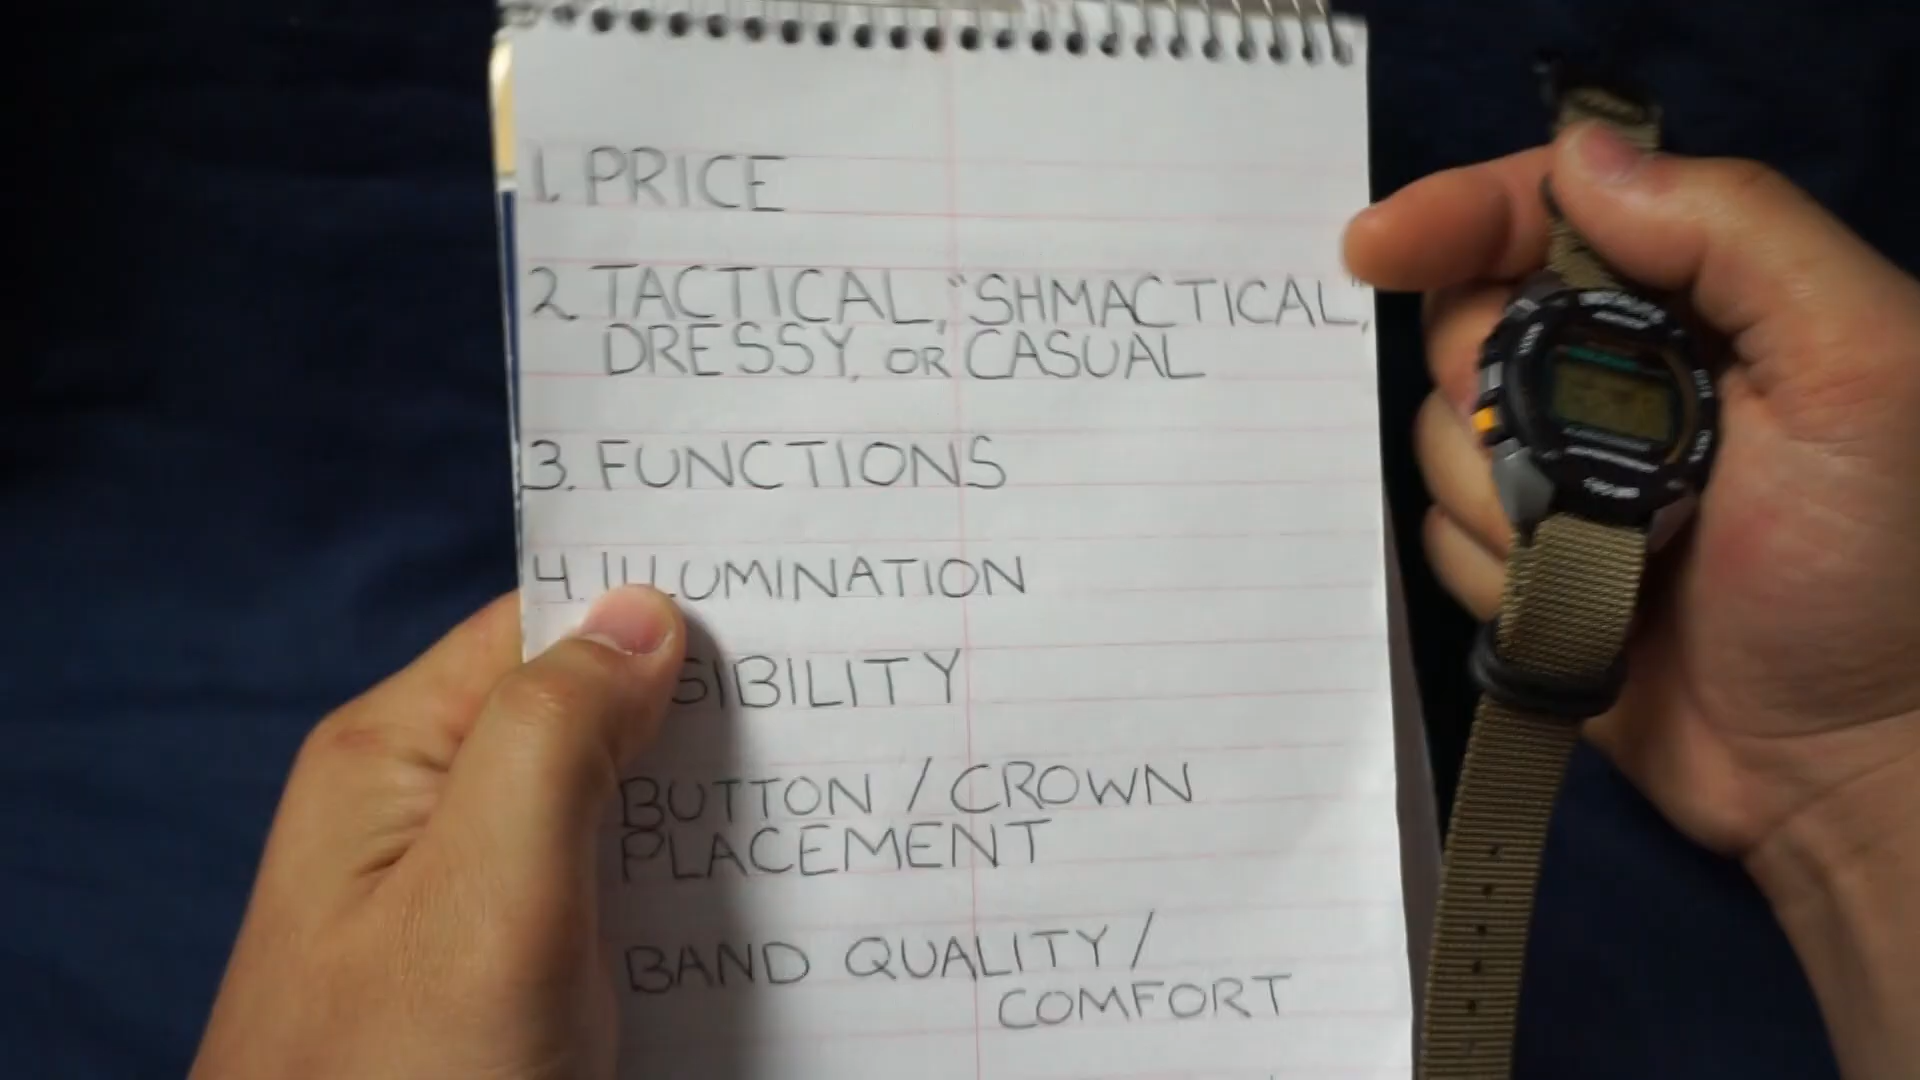 1. PRICE
2. TACTICAL, "SHMACTICAL,"
DRESSY, OR CASUAL
3. FUNCTIONS
4. ILLUMINATION
SIBILITY
BUTTON / CROWN
PLACEMENT
BAND QUALITY /
COMFORT